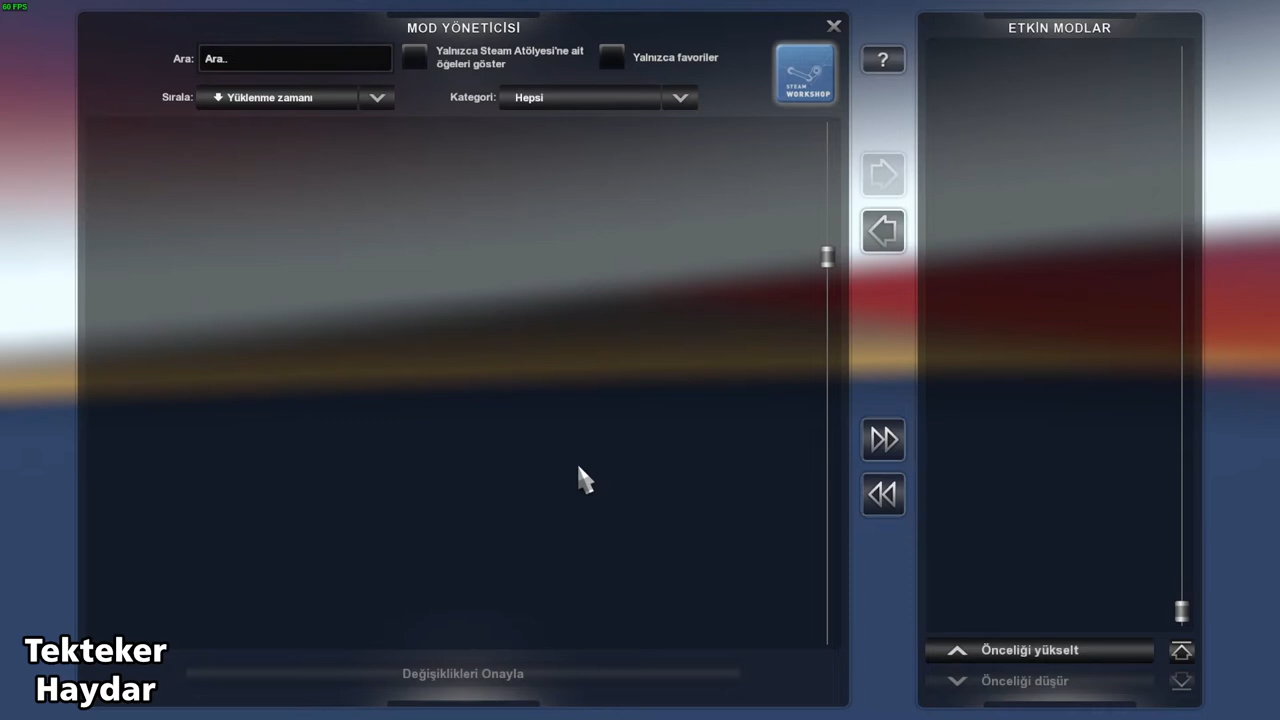 60 FPS
MOD YÖNETİCİSİ
ETKİN MODLAR
Ara:
Ara..
Yalnızca Steam Atölyesi'ne ait
öğeleri göster
Yalnızca favoriler
STEAM
WORKSHOP
?
Sırala:
Yüklenme zamanı
Kategori:
Hepsi
Önceliği yükselt
Değişiklikleri Onayla
Önceliği düşür
Tekteker
Haydar